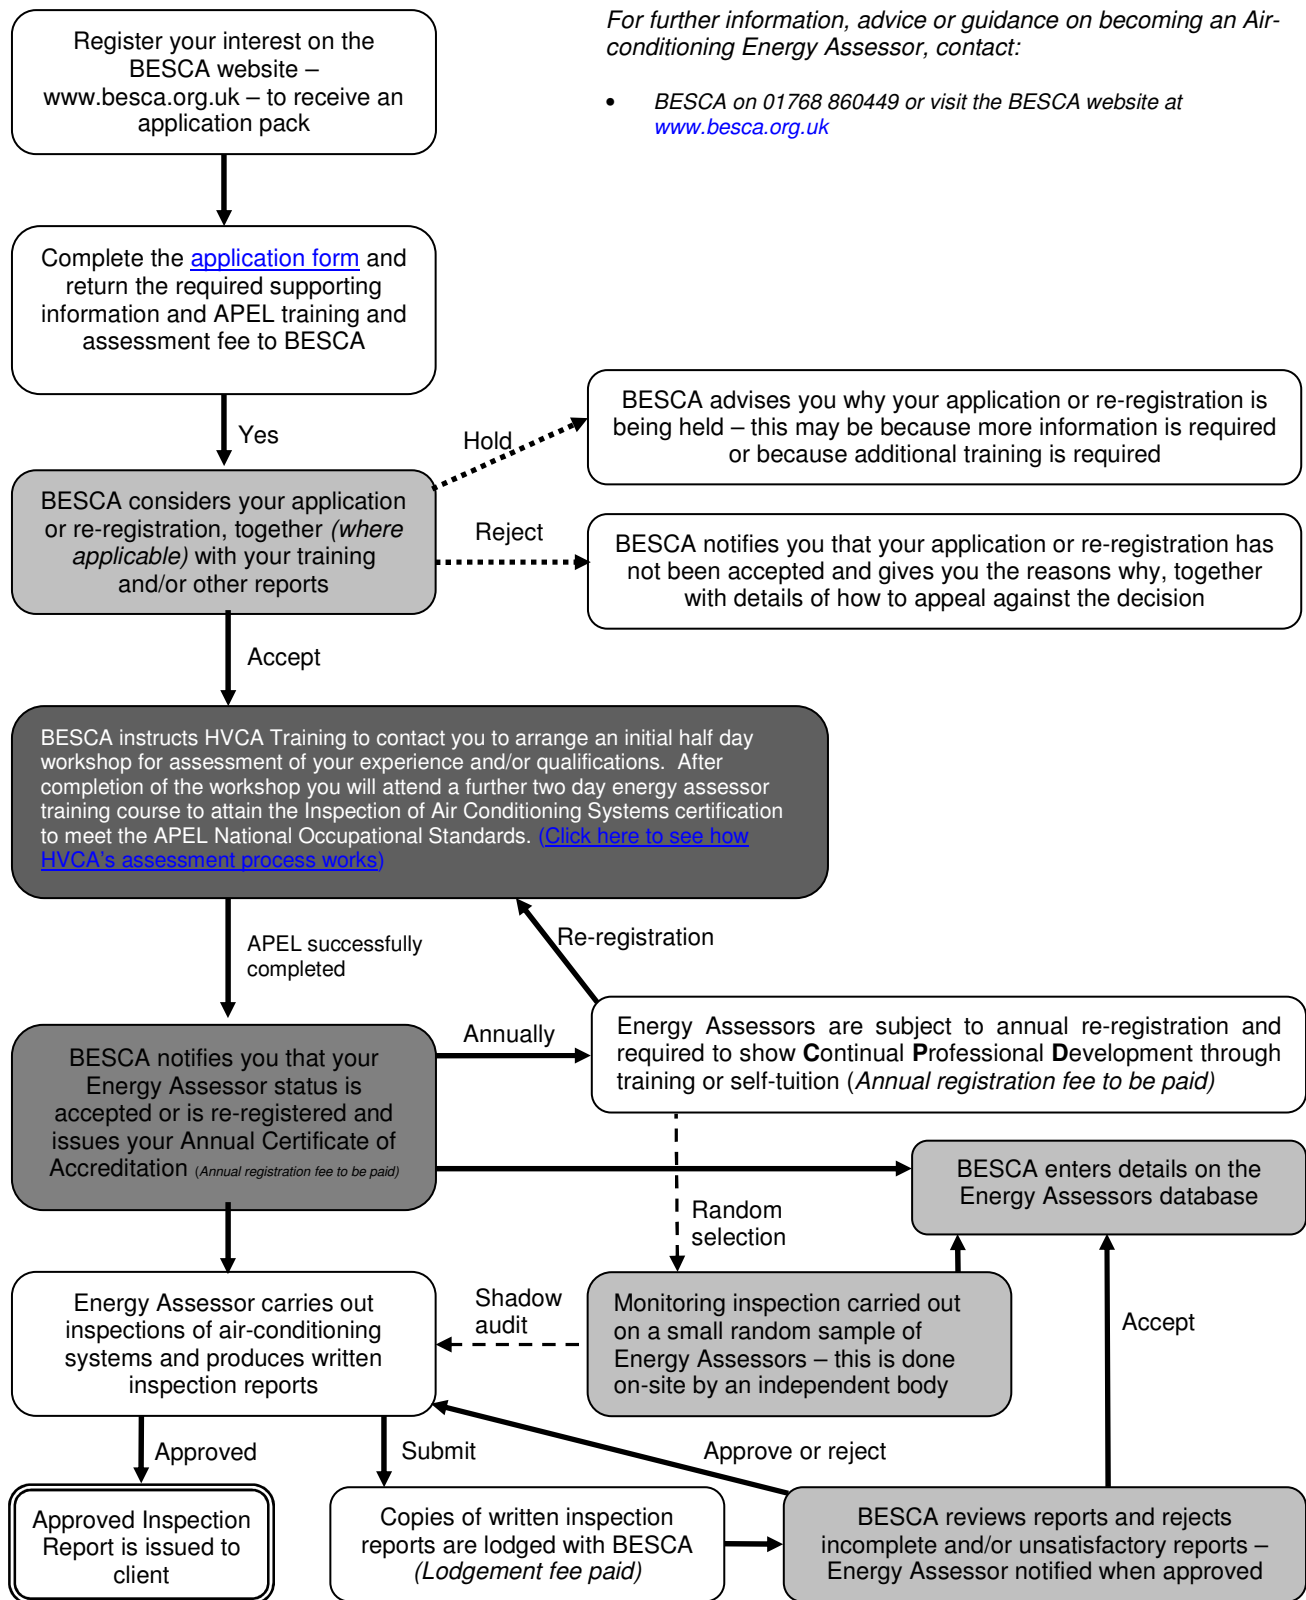 Register your interest on the
BESCA website –
www.besca.org.uk – to receive an
application pack
For further information, advice or guidance on becoming an Air-
conditioning Energy Assessor, contact:
• BESCA on 01768 860449 or visit the BESCA website at
www.besca.org.uk
Complete the application form and
return the required supporting
information and APEL training and
assessment fee to BESCA
Yes
Hold
BESCA advises you why your application or re-registration is
being held – this may be because more information is required
or because additional training is required
BESCA considers your application
or re-registration, together (where
applicable) with your training
and/or other reports
Reject
BESCA notifies you that your application or re-registration has
not been accepted and gives you the reasons why, together
with details of how to appeal against the decision
Accept
BESCA instructs HVCA Training to contact you to arrange an initial half day
workshop for assessment of your experience and/or qualifications.  After
completion of the workshop you will attend a further two day energy assessor
training course to attain the Inspection of Air Conditioning Systems certification
to meet the APEL National Occupational Standards. (Click here to see how
HVCA's assessment process works)
APEL successfully
completed
Re-registration
BESCA notifies you that your
Energy Assessor status is
accepted or is re-registered and
issues your Annual Certificate of
Accreditation (Annual registration fee to be paid)
Annually
Energy Assessors are subject to annual re-registration and
required to show Continual Professional Development through
training or self-tuition (Annual registration fee to be paid)
BESCA enters details on the
Energy Assessors database
Random
selection
Energy Assessor carries out
inspections of air-conditioning
systems and produces written
inspection reports
Shadow
audit
Monitoring inspection carried out
on a small random sample of
Energy Assessors – this is done
on-site by an independent body
Accept
Approved
Submit
Approve or reject
Approved Inspection
Report is issued to
client
Copies of written inspection
reports are lodged with BESCA
(Lodgement fee paid)
BESCA reviews reports and rejects
incomplete and/or unsatisfactory reports –
Energy Assessor notified when approved